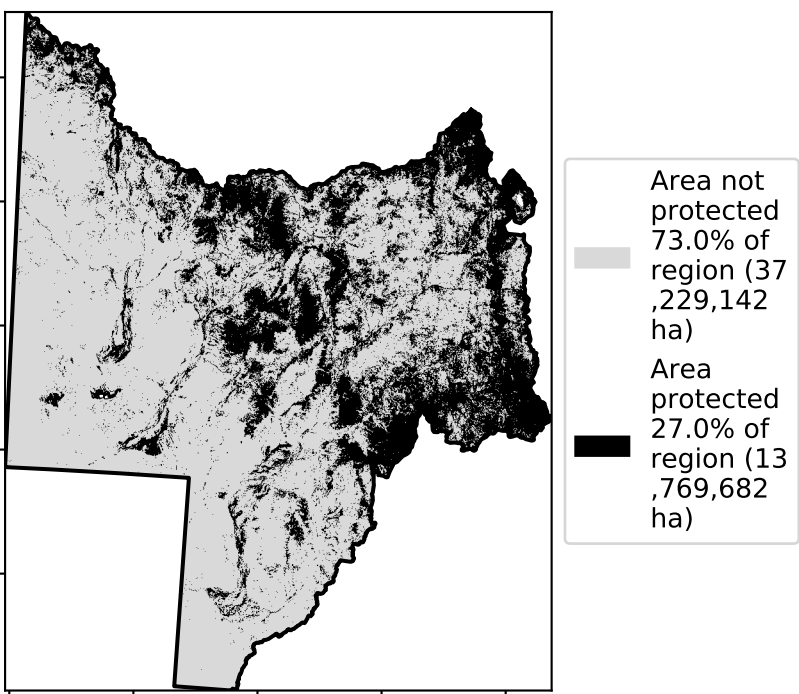 Area not
protected
73.0% of
region (37
,229,142
ha)
Area
protected
27.0% of
region (13
,769,682
ha)